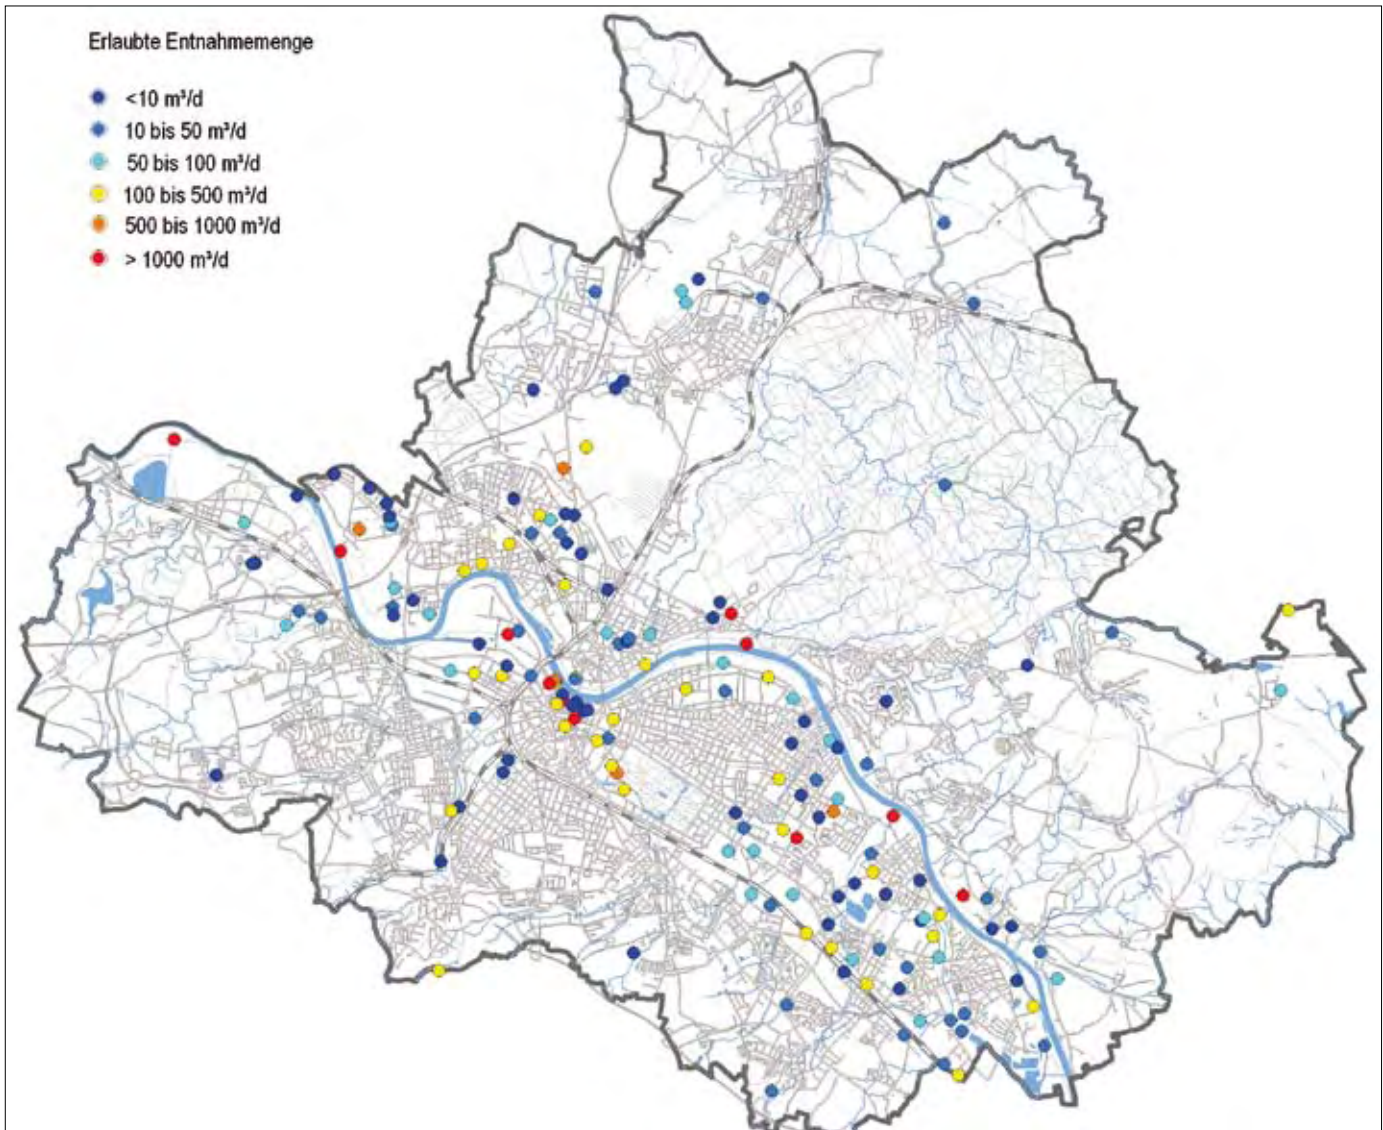 Erlaubte Entnahmemenge
<10 m³/d
10 bis 50 m³/d
50 bis 100 m³/d
100 bis 500 m³/d
500 bis 1000 m³/d
> 1000 m³/d